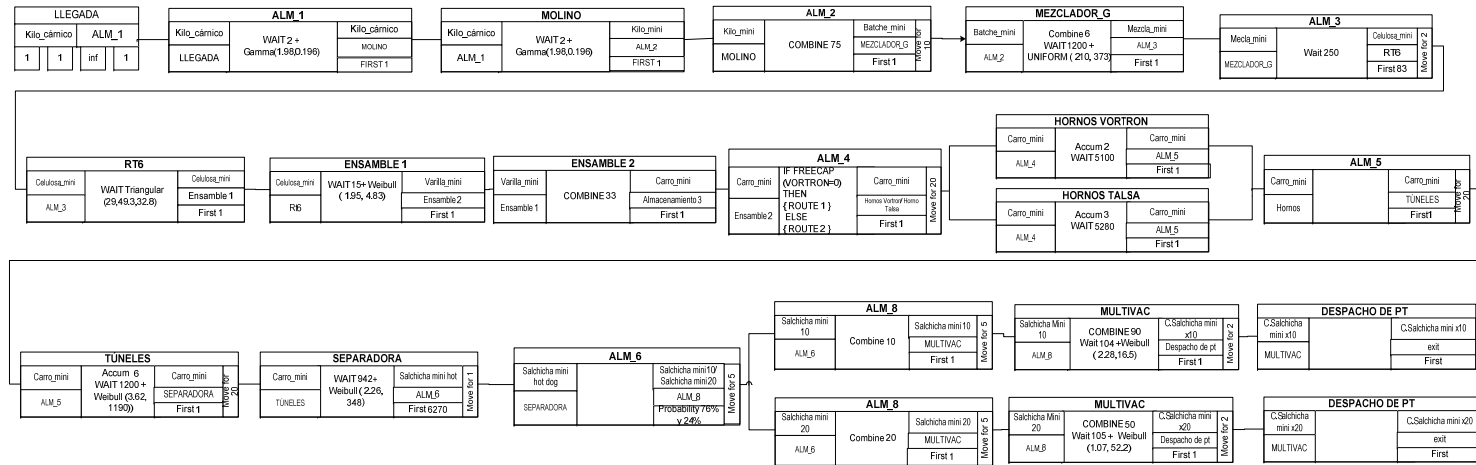 LLEGADA
Kilo_cárnico ALM_1
1 1 inf 1
ALM_1
Kilo_cárnico
LLEGADA
WAIT 2 +
Gamma(1.98,0.196)
Kilo_cárnico
MOLINO
FIRST 1
MOLINO
Kilo_cárnico
ALM_1
WAIT 2 +
Gamma(1.98,0.196)
Kilo_mini
ALM_2
FIRST 1
ALM_2
Kilo_mini
MOLINO
COMBINE 75
Batche_mini
MEZCLADOR_G
First 1
Move for
10
MEZCLADOR_G
Batche_mini
ALM_2
Combine 6
WAIT 1200 +
UNIFORM ( 210, 373)
Mezcla_mini
ALM_3
First 1
ALM_3
Mecla_mini
MEZCLADOR_G
Wait 250
Celulosa_mini
RT6
First 83
Move for 2
RT6
Celulosa_mini
ALM_3
WAIT Triangular
(29,49.3,32.8)
Celulosa_mini
Ensamble 1
First 1
ENSAMBLE 1
Celulosa_mini
Rt6
WAIT 15+ Weibull
( 1.95, 4.83)
Varilla_mini
Ensamble 2
First 1
ENSAMBLE 2
Varilla_mini
Ensamble 1
COMBINE 33
Carro_mini
Almacenamiento 3
First 1
ALM_4
Carro_mini
Ensamble 2
IF FREECAP
(VORTRON=0)
THEN
{ ROUTE 1 }
ELSE
{ ROUTE 2 }
Carro_mini
Hornos Vortron/ Horno
Talsa
First 1
Move for 20
HORNOS VORTRON
Carro_mini
ALM_4
Accum 2
WAIT 5100
Carro_mini
ALM_5
First 1
HORNOS TALSA
Carro_mini
ALM_4
Accum 3
WAIT 5280
Carro_mini
ALM_5
First 1
ALM_5
Carro_mini
Hornos
Carro_mini
TÚNELES
First 1
Move for
20
TÚNELES
Carro_mini
ALM_5
Accum 6
WAIT 1200 +
Weibull (3.62,
1190))
Carro_mini
SEPARADORA
First 1
Move for
20
SEPARADORA
Carro_mini
TÚNELES
WAIT 942+
Weibull ( 2.26,
348)
Salchicha mini hot
ALM_6
First 6270
Move for 1
ALM_6
Salchicha mini
hot dog
SEPARADORA
Salchicha mini10/
Salchicha mini20
ALM_8
Probability 76%
y 24%
Move for 5
ALM_8
Salchicha mini
10
ALM_6
Combine 10
Salchicha mini 10
MULTIVAC
First 1
Move for 5
MULTIVAC
Salchicha Mini
10
ALM_8
COMBINE 90
Wait 104 +Weibull
( 2.28,16.5)
C.Salchicha mini
x10
Despacho de pt
First 1
Move for 2
DESPACHO DE PT
C.Salchicha
mini x10
MULTIVAC
C.Salchicha mini x10
exit
First
ALM_8
Salchicha mini
20
ALM_6
Combine 20
Salchicha mini 20
MULTIVAC
First 1
Move for 5
MULTIVAC
Salchicha Mini
20
ALM_8
COMBINE 50
Wait 105 + Weibull
(1.07, 52.2)
C.Salchicha mini
x20
Despacho de pt
First 1
Move for 2
DESPACHO DE PT
C.Salchicha
mini x20
MULTIVAC
C.Salchicha mini x20
exit
First